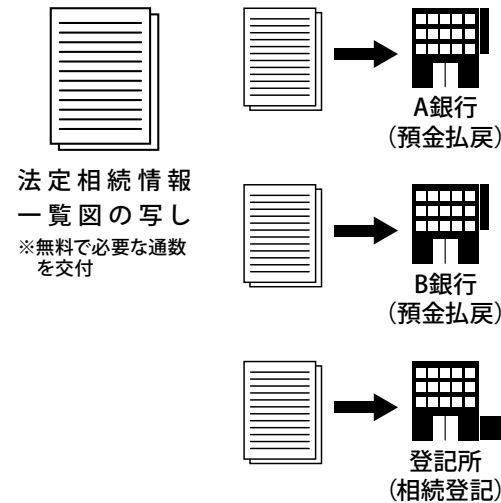 法定相続情報
一覧図の写し
※無料で必要な通数
を交付
A銀行
(預金払戻)
B銀行
(預金払戻)
登記所
(相続登記)